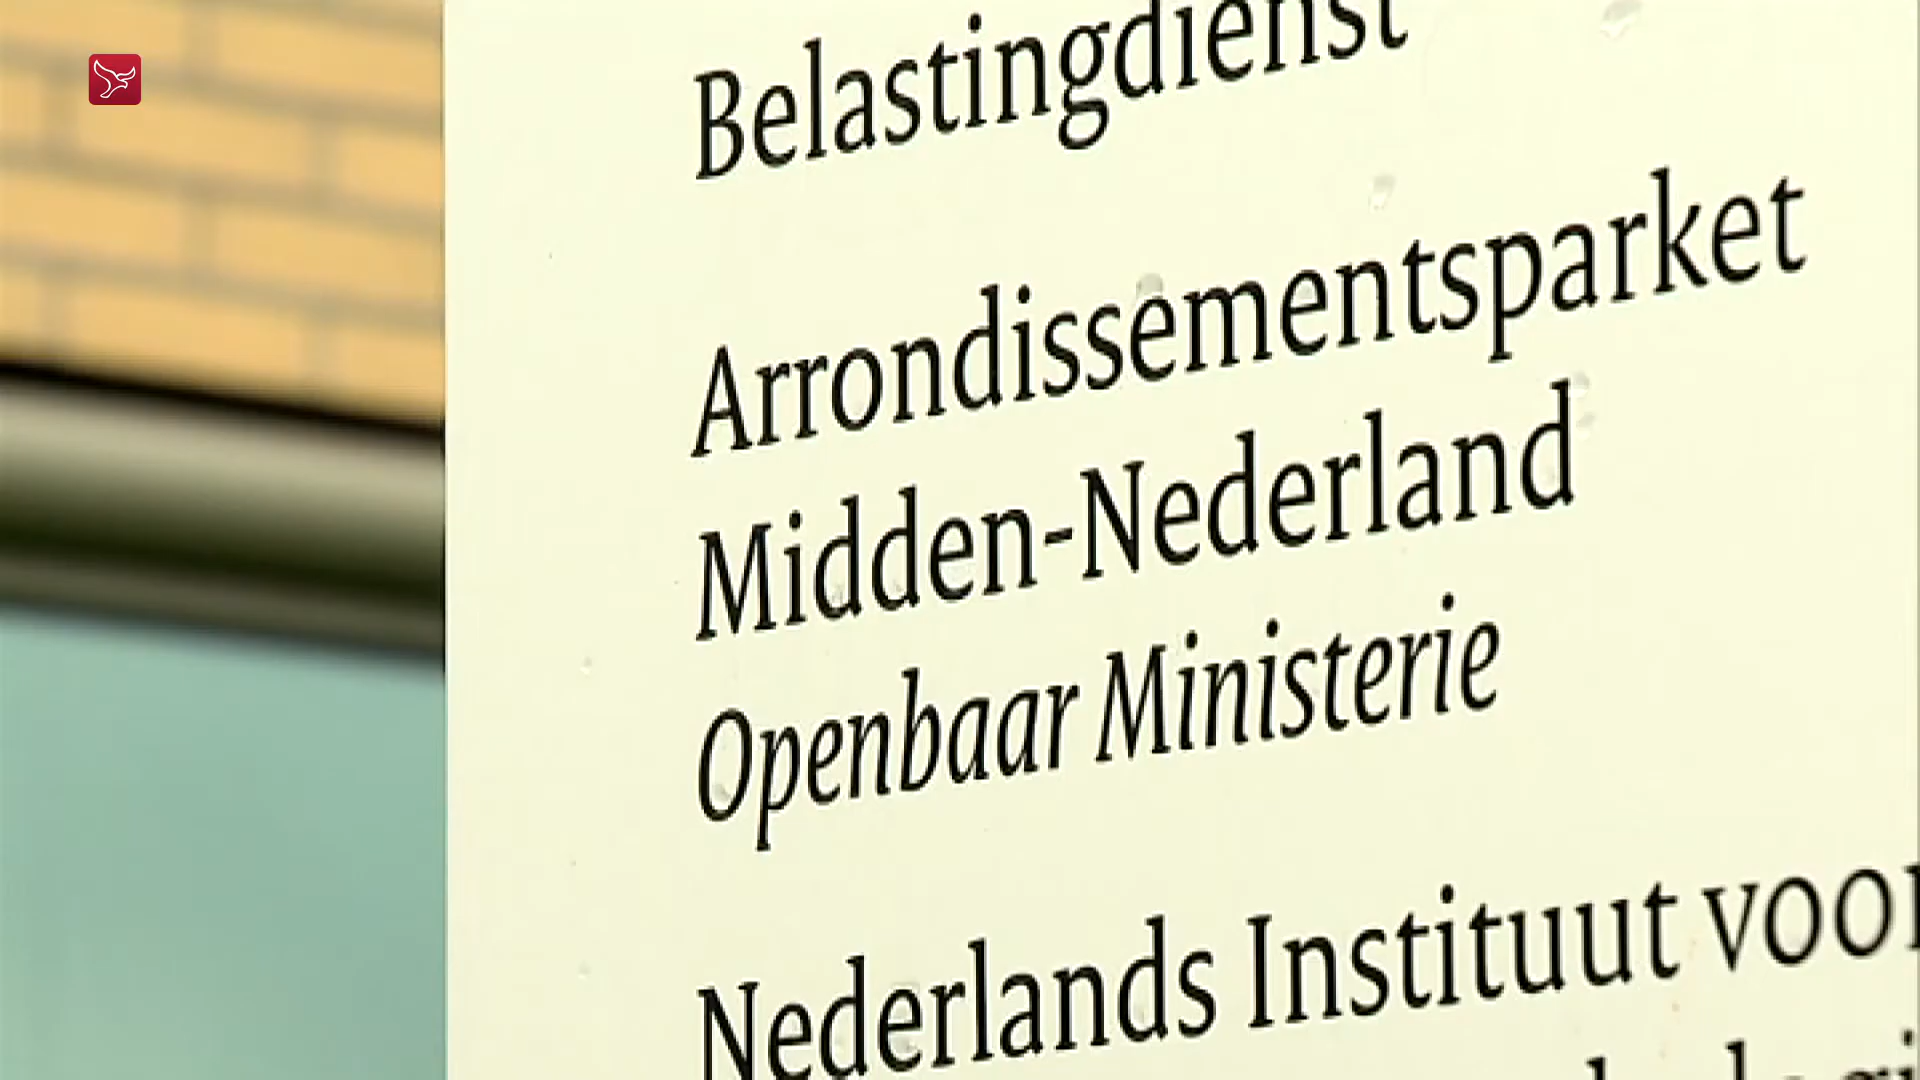 Belastingdienst
Arrondissementsparket
Midden-Nederland
Openbaar Ministerie
Nederlands Instituut voor